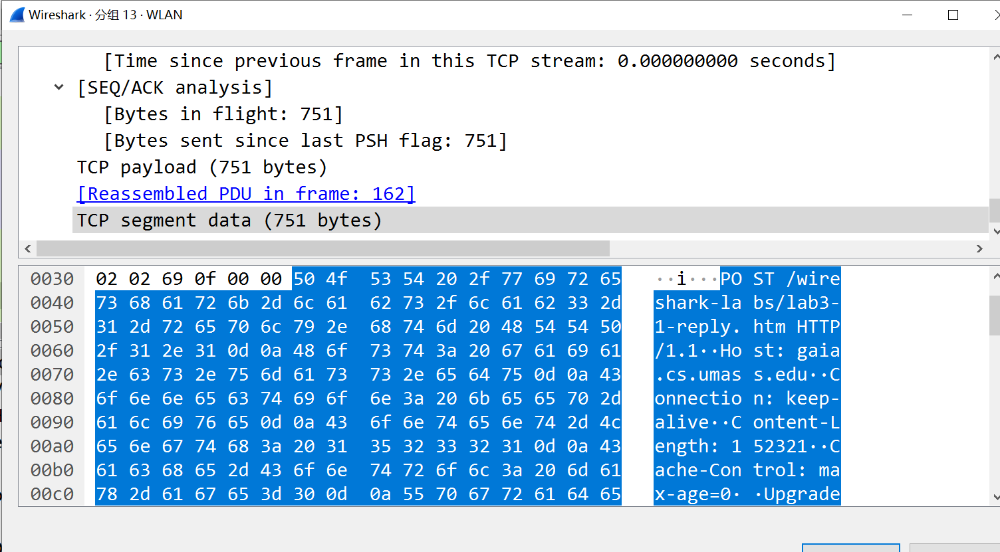 Wireshark · 分组 13 · WLAN
[Time since previous frame in this TCP stream: 0.000000000 seconds]
[SEQ/ACK analysis]
[Bytes in flight: 751]
[Bytes sent since last PSH flag: 751]
TCP payload (751 bytes)
[Reassembled PDU in frame: 162]
TCP segment data (751 bytes)
0030 02 02 69 0f 00 00 50 4f 53 54 20 2f 77 69 72 65 ··i···PO ST /wire
0040 73 68 61 72 6b 2d 6c 61 62 73 2f 6c 61 62 33 2d shark-la bs/lab3-
0050 31 2d 72 65 70 6c 79 2e 68 74 6d 20 48 54 54 50 1-reply. htm HTTP
0060 2f 31 2e 31 0d 0a 48 6f 73 74 3a 20 67 61 69 61 /1.1··Ho st: gaia
0070 2e 63 73 2e 75 6d 61 73 73 2e 65 64 75 0d 0a 43 .cs.umas s.edu··C
0080 6f 6e 6e 65 63 74 69 6f 6e 3a 20 6b 65 65 70 2d onnectio n: keep-
0090 61 6c 69 76 65 0d 0a 43 6f 6e 74 65 6e 74 2d 4c alive··C ontent-L
00a0 65 6e 67 74 68 3a 20 31 35 32 33 32 31 0d 0a 43 ength: 1 52321··C
00b0 61 63 68 65 2d 43 6f 6e 74 72 6f 6c 3a 20 6d 61 ache-Con trol: ma
00c0 78 2d 61 67 65 3d 30 0d 0a 55 70 67 72 61 64 65 x-age=0· ·Upgrade